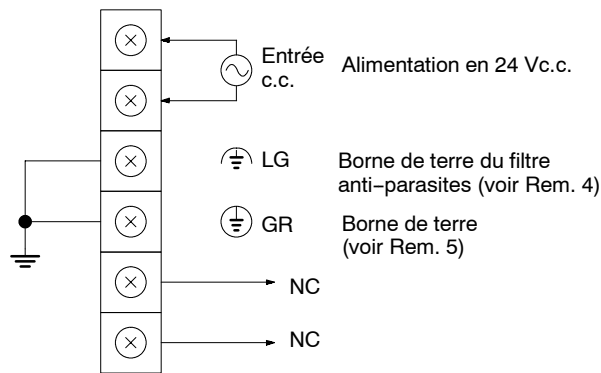 Entrée
c.c.
Alimentation en 24 Vc.c.
LG
Borne de terre du filtre
anti-parasites (voir Rem. 4)
GR
Borne de terre
(voir Rem. 5)
NC
NC